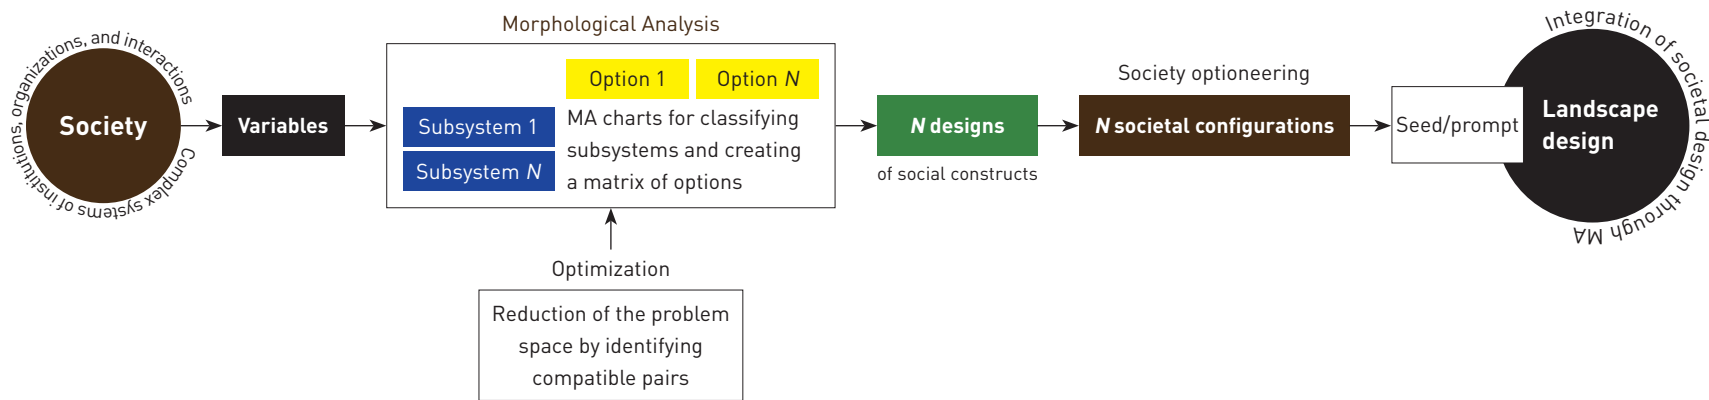 Complex systems of institutions, organizations, and interactions
Society
Variables
Morphological Analysis
Option 1
Option N
Subsystem 1
Subsystem N
MA charts for classifying
subsystems and creating
a matrix of options
Optimization
Reduction of the problem
space by identifying
compatible pairs
N designs
of social constructs
Society optioneering
N societal configurations
Seed/prompt
Landscape
design
Integration of societal design through MA